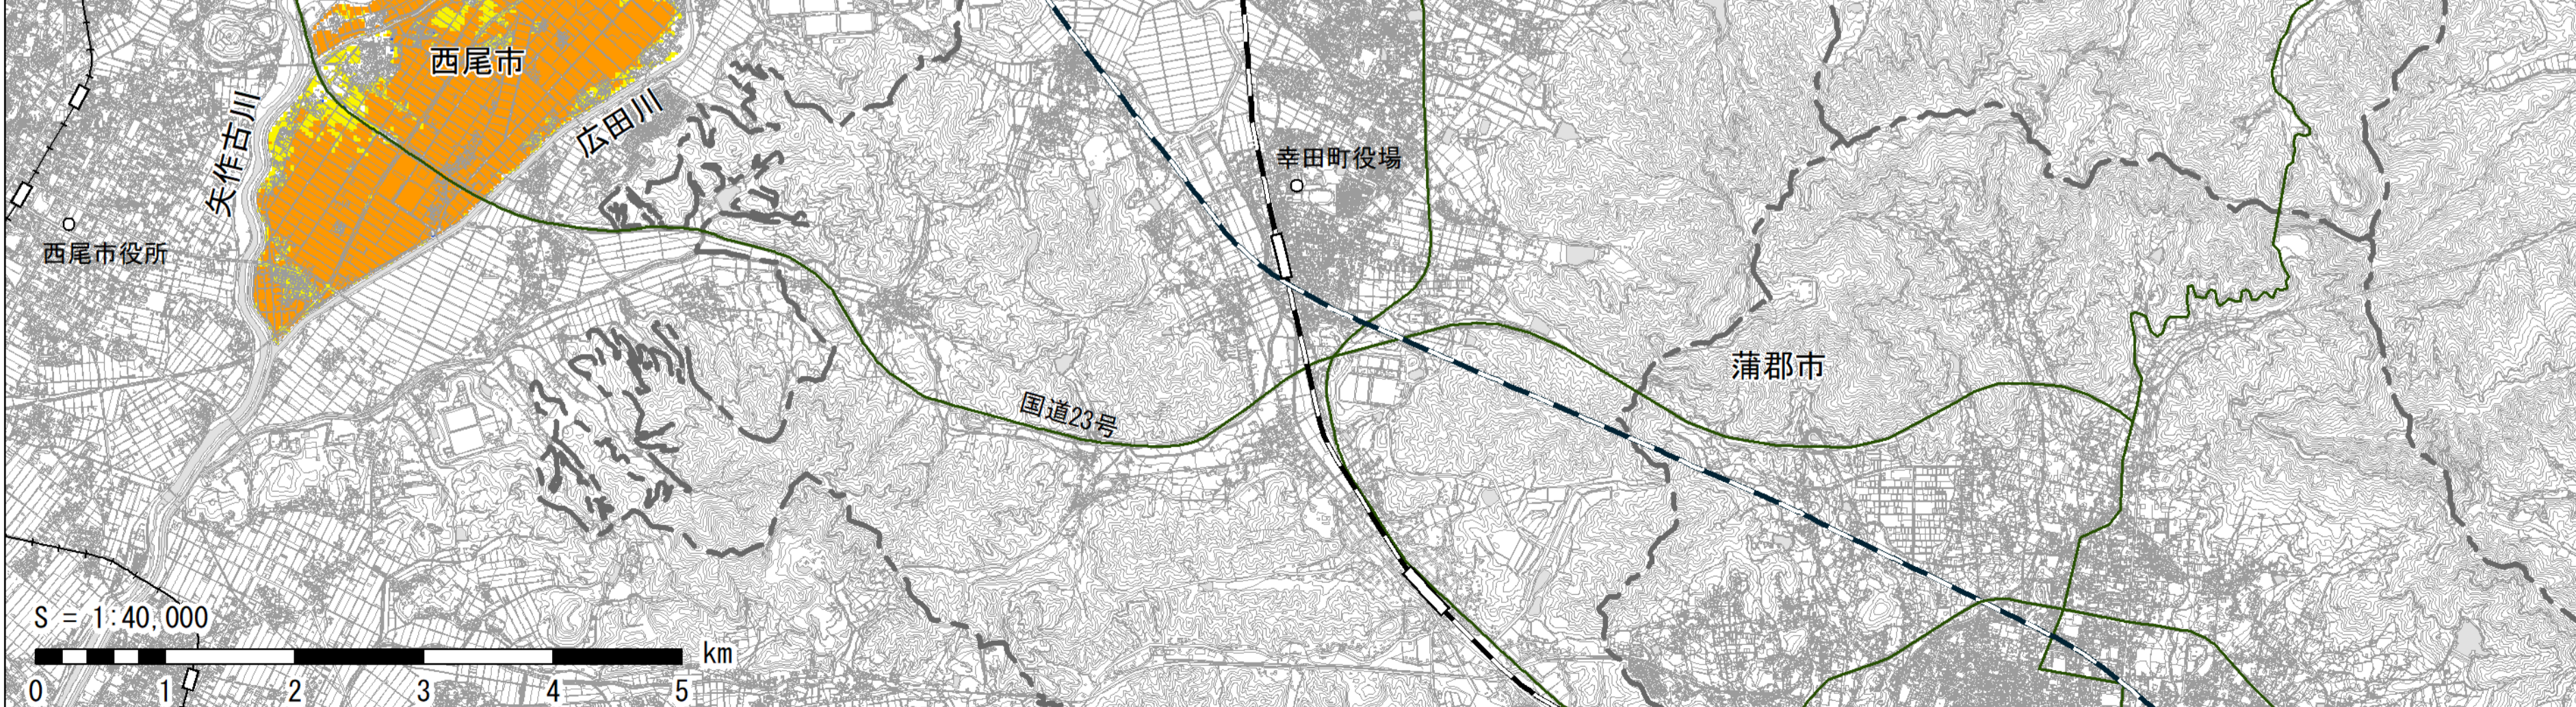 西尾市
広田川
矢作古川
幸田町役場
西尾市役所
蒲郡市
国道23号
S = 1:40,000
km
0 1 2 3 4 5